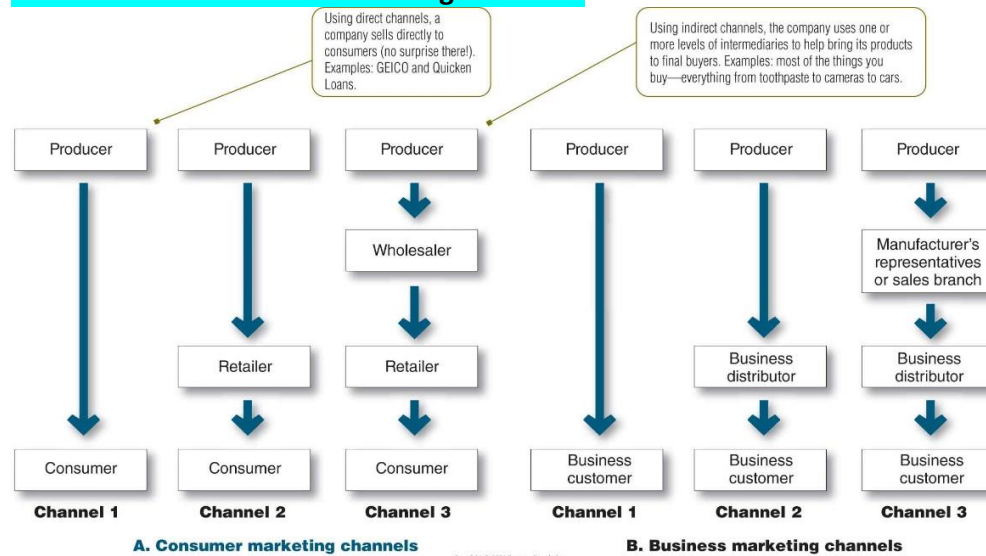 Using direct channels, a
company sells directly to
consumers (no surprise there!).
Examples: GEICO and Quicken
Loans.
Using indirect channels, the company uses one or
more levels of intermediaries to help bring its products
to final buyers. Examples: most of the things you
buy—everything from toothpaste to cameras to cars.
Producer
Producer
Producer
Producer
Producer
Producer
Wholesaler
Manufacturer's
representatives
or sales branch
Retailer
Retailer
Business
distributor
Business
distributor
Consumer
Consumer
Consumer
Business
customer
Business
customer
Business
customer
Channel 1
Channel 2
Channel 3
Channel 1
Channel 2
Channel 3
A. Consumer marketing channels
B. Business marketing channels